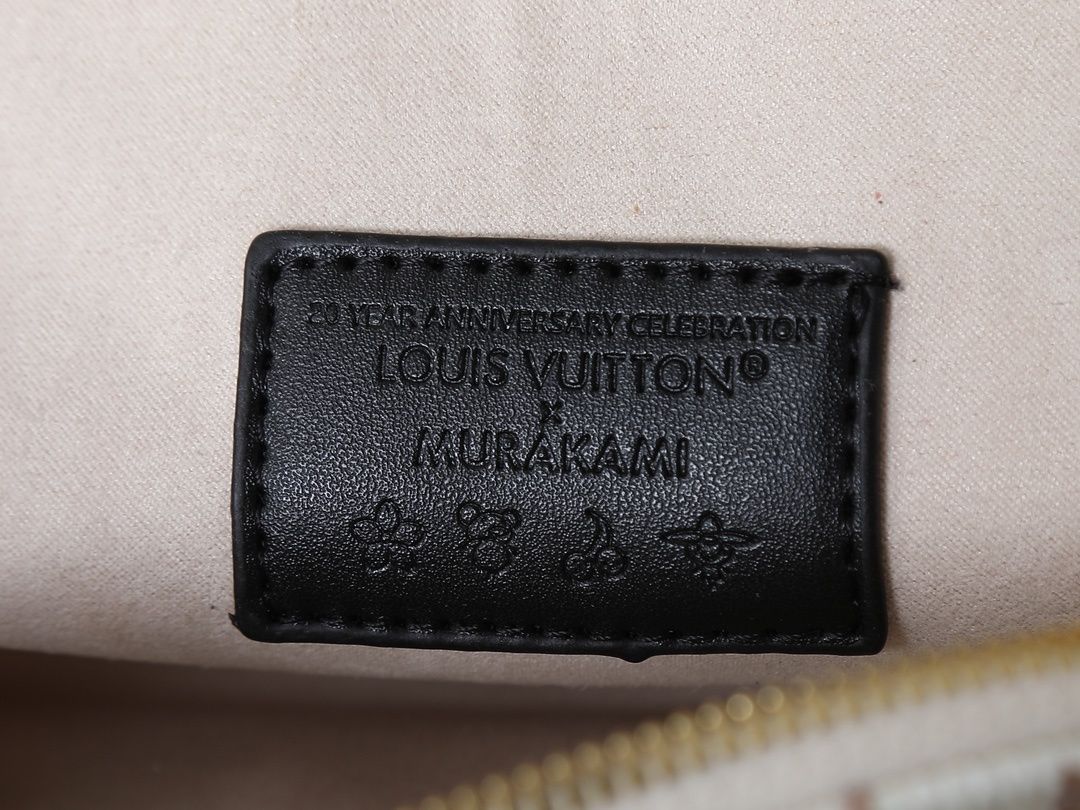 20 YEAR ANNIVERSARY CELEBRATION
LOUIS VUITTON®
x
MURAKAMI